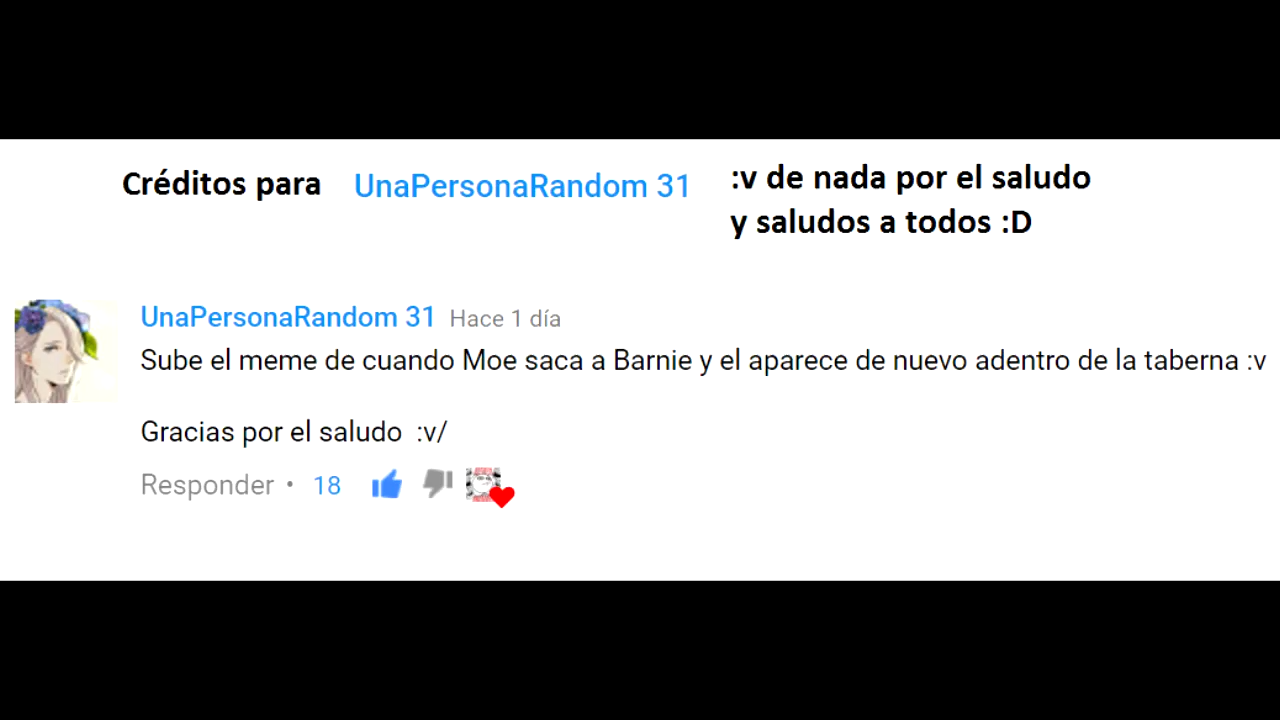 Créditos para UnaPersonaRandom 31 :v de nada por el saludo
y saludos a todos :D
UnaPersonaRandom 31 Hace 1 día
Sube el meme de cuando Moe saca a Barnie y el aparece de nuevo adentro de la taberna :v
Gracias por el saludo :v/
Responder • 18